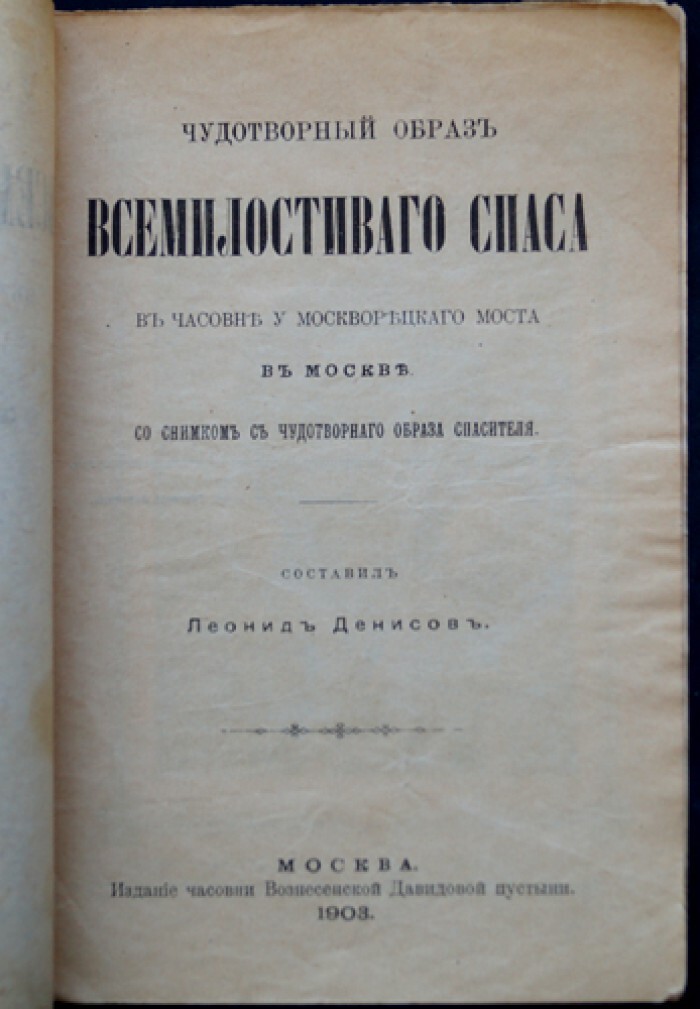 ЧУДОТВОРНЫЙ ОБРАЗЪ
ВСЕМИЛОСТИВАГО СПАСА
ВЪ ЧАСОВНѢ У МОСКВОРѢЦКАГО МОСТА
ВЪ МОСКВѢ.
СО СНИМКОМЪ СЪ ЧУДОТВОРНАГО ОБРАЗА СПАСИТЕЛЯ.
СОСТАВИЛЪ
Леонидъ Денисовъ.
МОСКВА.
Изданіе часовни Вознесенской Давидовой пустыни.
1903.